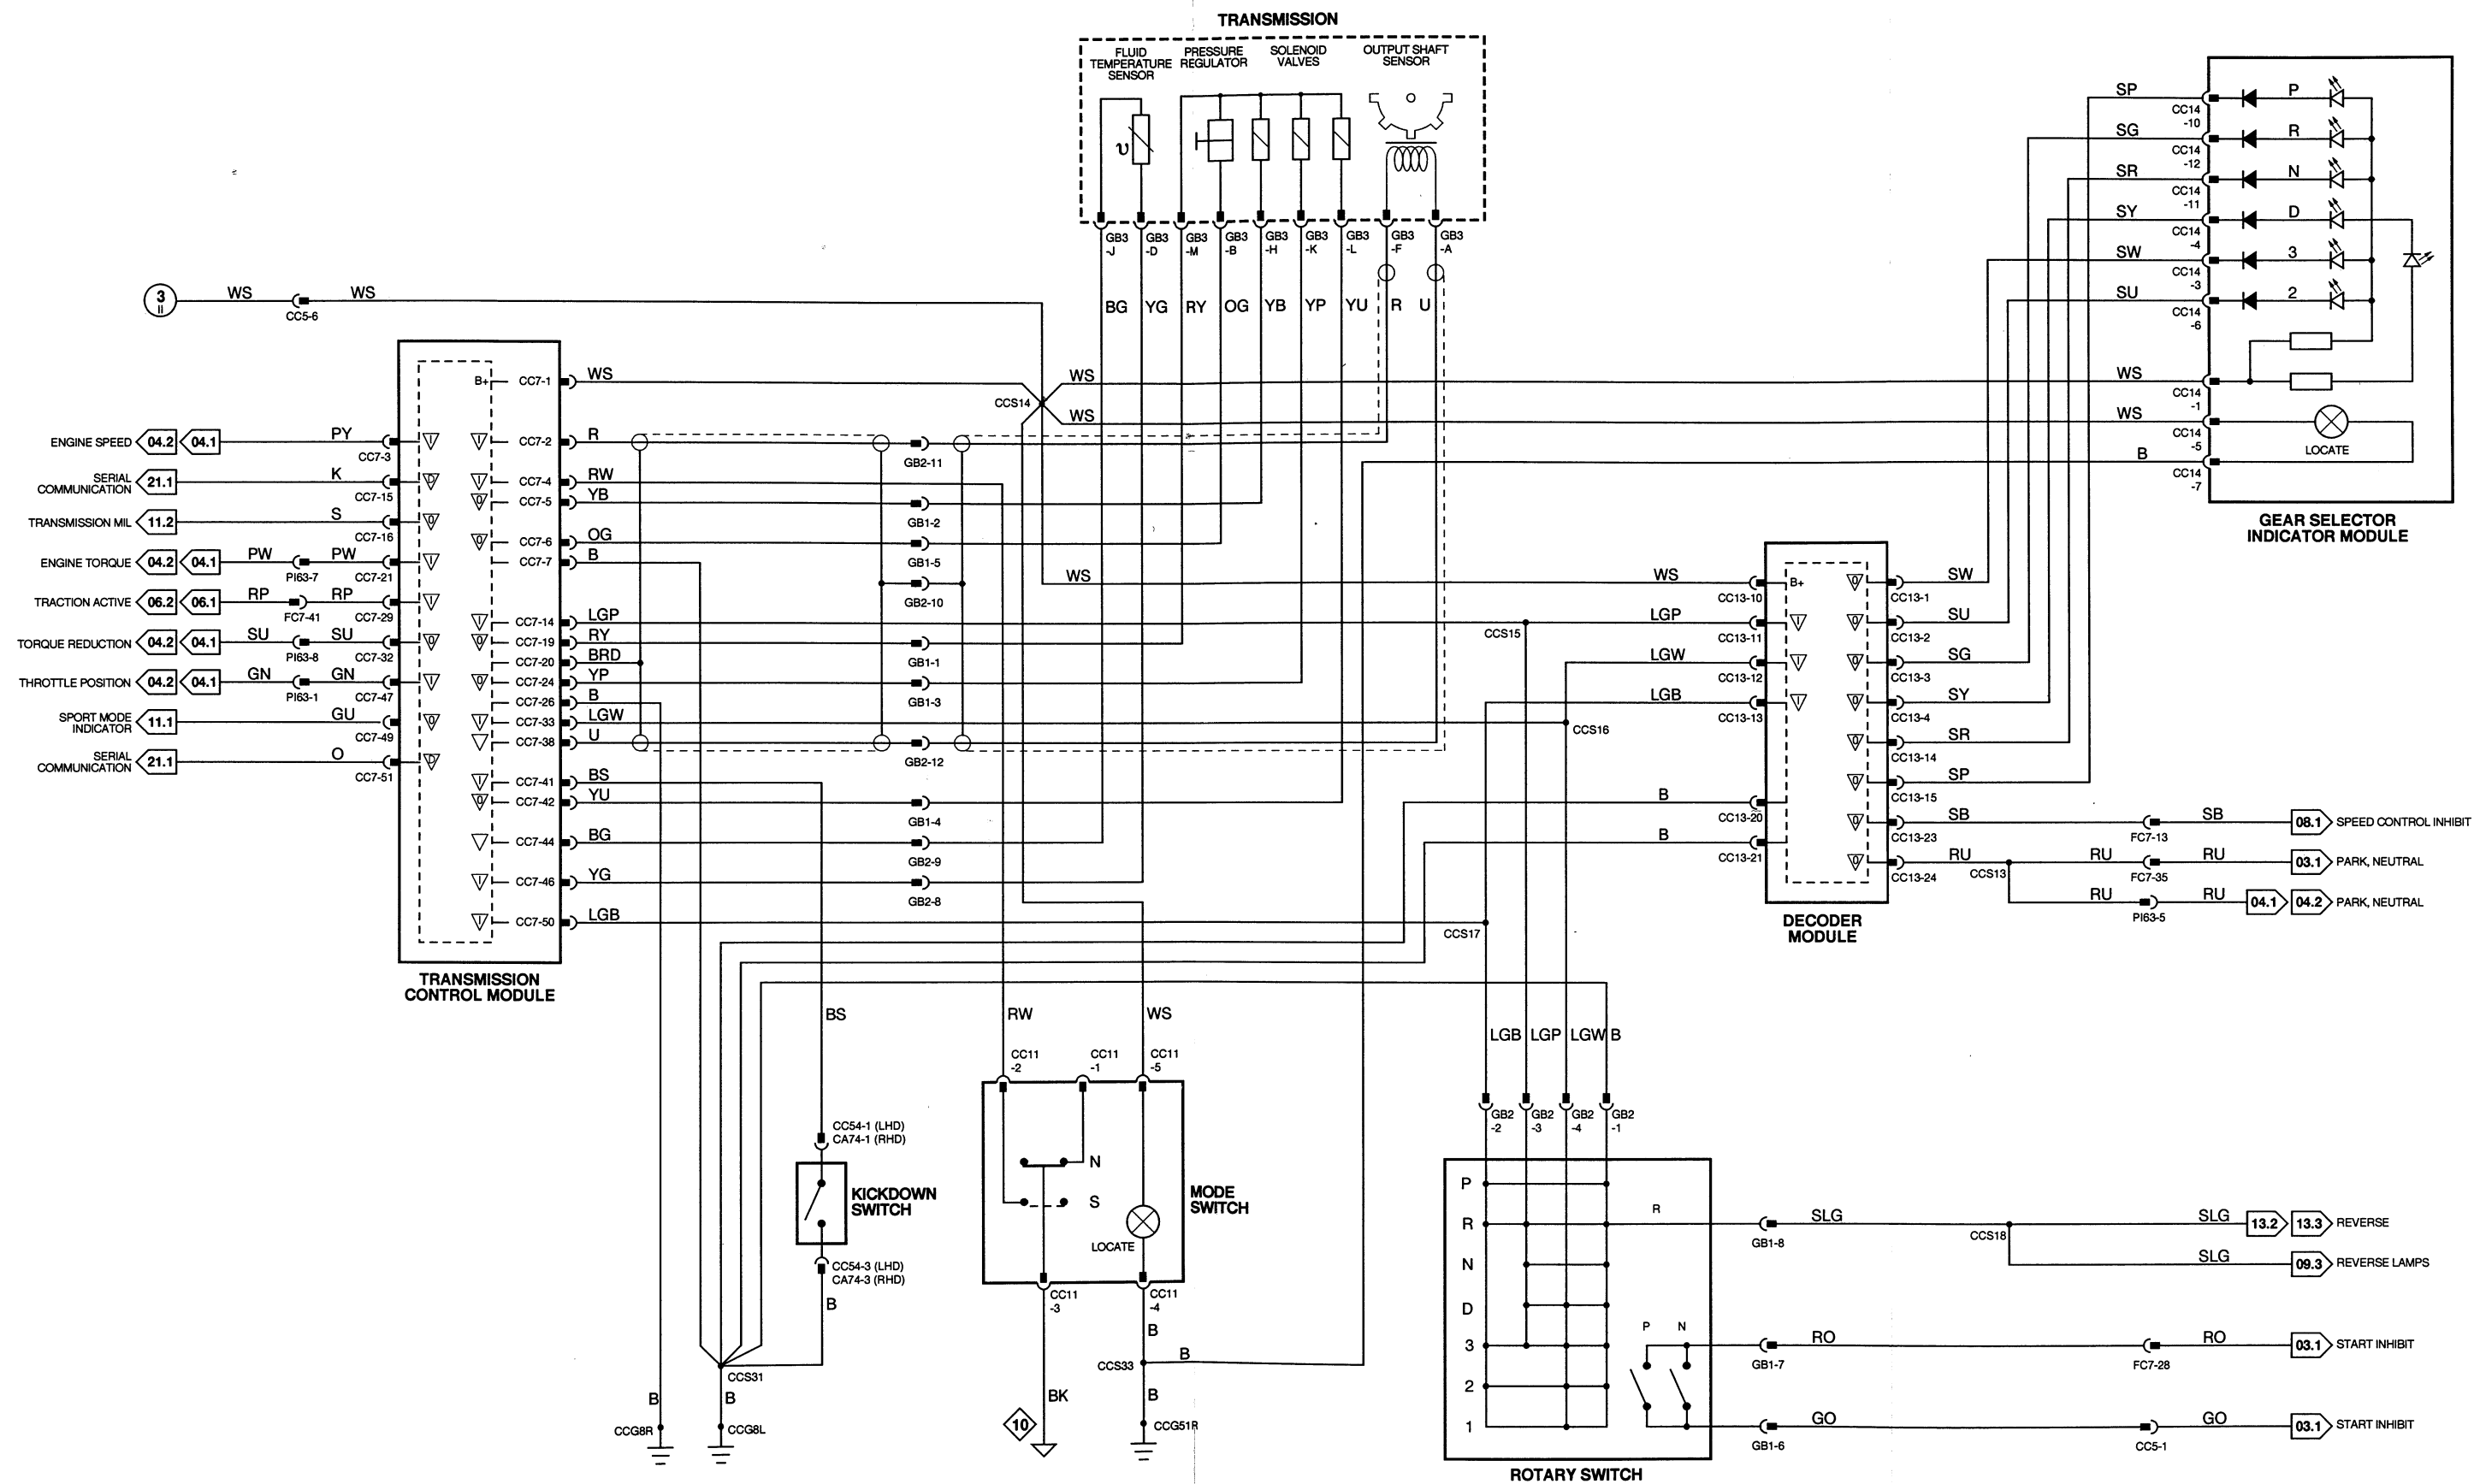 TRANSMISSION
FLUID
TEMPERATURE
SENSOR
PRESSURE
REGULATOR
SOLENOID
VALVES
OUTPUT SHAFT
SENSOR
GB3
-J
GB3
-D
GB3
-M
GB3
-B
GB3
-H
GB3
-K
GB3
-L
GB3
-F
GB3
-A
BG
YG
RY
OG
YB
YP
YU
R
U
3
II
WS
CC5-6
WS
CCS14
WS
WS
WS
ENGINE SPEED
04.2
04.1
PY
CC7-3
SERIAL
COMMUNICATION
21.1
K
CC7-15
TRANSMISSION MIL
11.2
S
CC7-16
ENGINE TORQUE
04.2
04.1
PW
PI63-7
PW
CC7-21
TRACTION ACTIVE
06.2
06.1
RP
FC7-41
RP
CC7-29
TORQUE REDUCTION
04.2
04.1
SU
PI63-8
SU
CC7-32
THROTTLE POSITION
04.2
04.1
GN
PI63-1
GN
CC7-47
SPORT MODE
INDICATOR
11.1
GU
CC7-49
SERIAL
COMMUNICATION
21.1
O
CC7-51
I
D
O
I
I
O
I
O
D
B+
CC7-1
WS
I
CC7-2
R
GB2-11
I
CC7-4
RW
O
CC7-5
YB
GB1-2
O
CC7-6
OG
GB1-5
CC7-7
B
GB2-10
I
CC7-14
LGP
O
CC7-19
RY
GB1-1
CC7-20
BRD
O
CC7-24
YP
GB1-3
CC7-26
B
I
CC7-33
LGW
CC7-38
U
GB2-12
I
CC7-41
BS
O
CC7-42
YU
GB1-4
CC7-44
BG
GB2-9
I
CC7-46
YG
GB2-8
I
CC7-50
LGB
TRANSMISSION
CONTROL MODULE
SP
CC14
-10
P
SG
CC14
-12
R
SR
CC14
-11
N
SY
CC14
-4
D
SW
CC14
-3
3
SU
CC14
-6
2
WS
CC14
-1
WS
CC14
-5
LOCATE
B
CC14
-7
GEAR SELECTOR
INDICATOR MODULE
WS
CC13-10
B+
CCS15
LGP
CC13-11
I
LGW
CC13-12
I
LGB
CC13-13
I
CCS16
B
CC13-20
B
CC13-21
CCS17
O
CC13-1
SW
O
CC13-2
SU
O
CC13-3
SG
O
CC13-4
SY
O
CC13-14
SR
O
CC13-15
SP
O
CC13-23
SB
FC7-13
SB
08.1
SPEED CONTROL INHIBIT
O
CC13-24
RU
CCS13
RU
FC7-35
RU
03.1
PARK, NEUTRAL
RU
PI63-5
RU
04.1
04.2
PARK, NEUTRAL
DECODER
MODULE
BS
RW
WS
CC11
-2
CC11
-1
CC11
-5
CC54-1 (LHD)
CA74-1 (RHD)
KICKDOWN
SWITCH
CC54-3 (LHD)
CA74-3 (RHD)
B
N
S
LOCATE
MODE
SWITCH
CC11
-3
CC11
-4
B
CCS33
B
BK
10
B
CCG51R
CCS31
B
CCG8R
B
CCG8L
LGB
LGP
LGW
B
GB2
-2
GB2
-3
GB2
-4
GB2
-1
P
R
N
D
3
2
1
R
P
N
ROTARY SWITCH
GB1-8
SLG
CCS18
SLG
13.2
13.3
REVERSE
SLG
09.3
REVERSE LAMPS
GB1-7
RO
FC7-28
RO
03.1
START INHIBIT
GB1-6
GO
CC5-1
GO
03.1
START INHIBIT